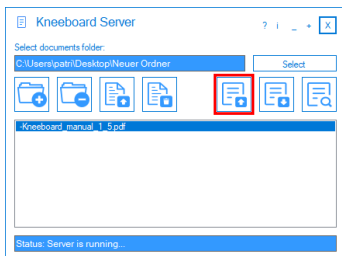 Kneeboard Server
? i _ + X
Select documents folder:
C:\Users\patri\Desktop\Neuer Ordner
Select
-Kneeboard_manual_1_5.pdf
Status: Server is running...